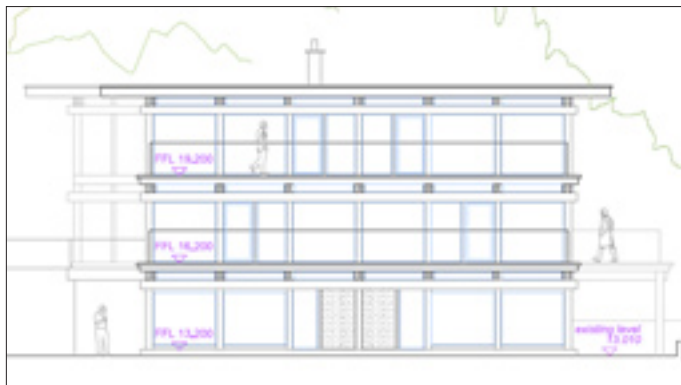 FFL 19,200
FFL 16,200
FFL 13,200
existing level
13,010